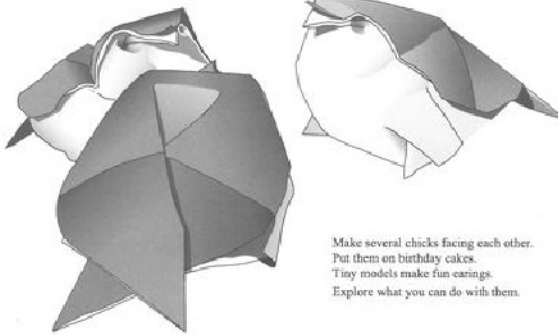 Make several chicks facing each other.
Put them on birthday cakes.
Tiny models make fun earings.
Explore what you can do with them.